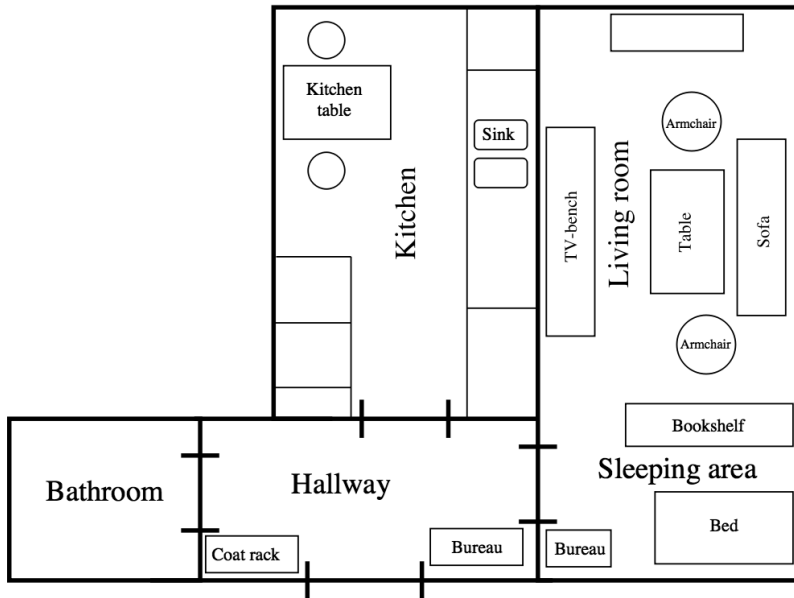 Kitchen
table
Sink
Kitchen
TV-bench
Living room
Armchair
Table
Sofa
Armchair
Bookshelf
Sleeping area
Bed
Bureau
Bathroom
Hallway
Coat rack
Bureau